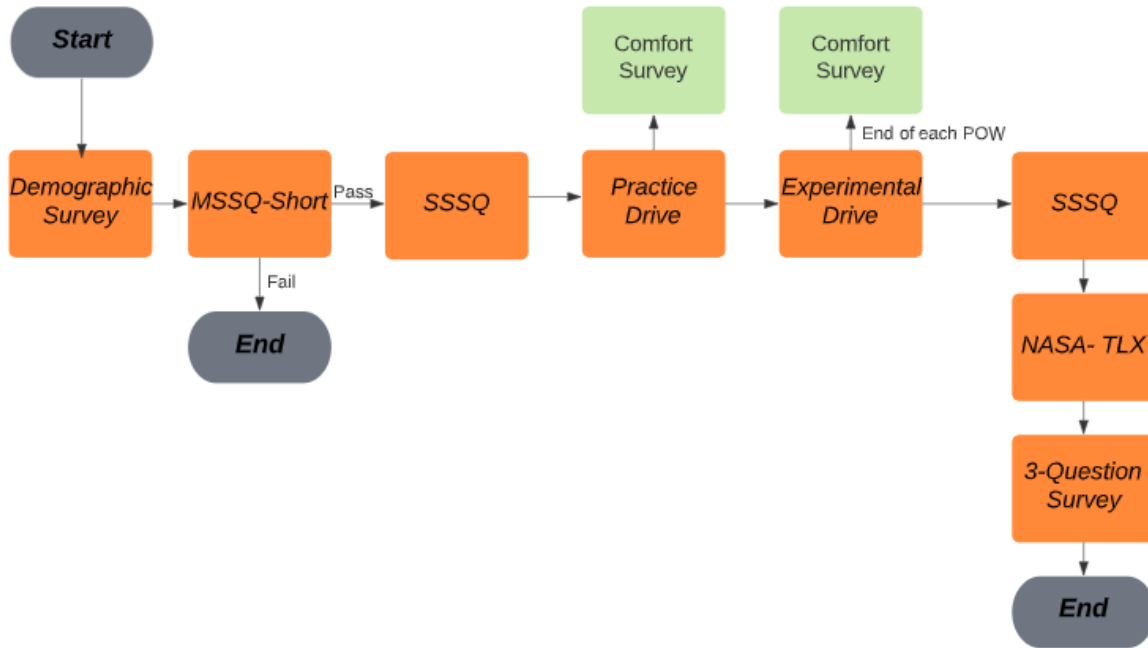 Start
Demographic
Survey
MSSQ-Short
Pass
Fail
End
SSSQ
Practice
Drive
Comfort
Survey
Experimental
Drive
End of each POW
Comfort
Survey
SSSQ
NASA- TLX
3-Question
Survey
End